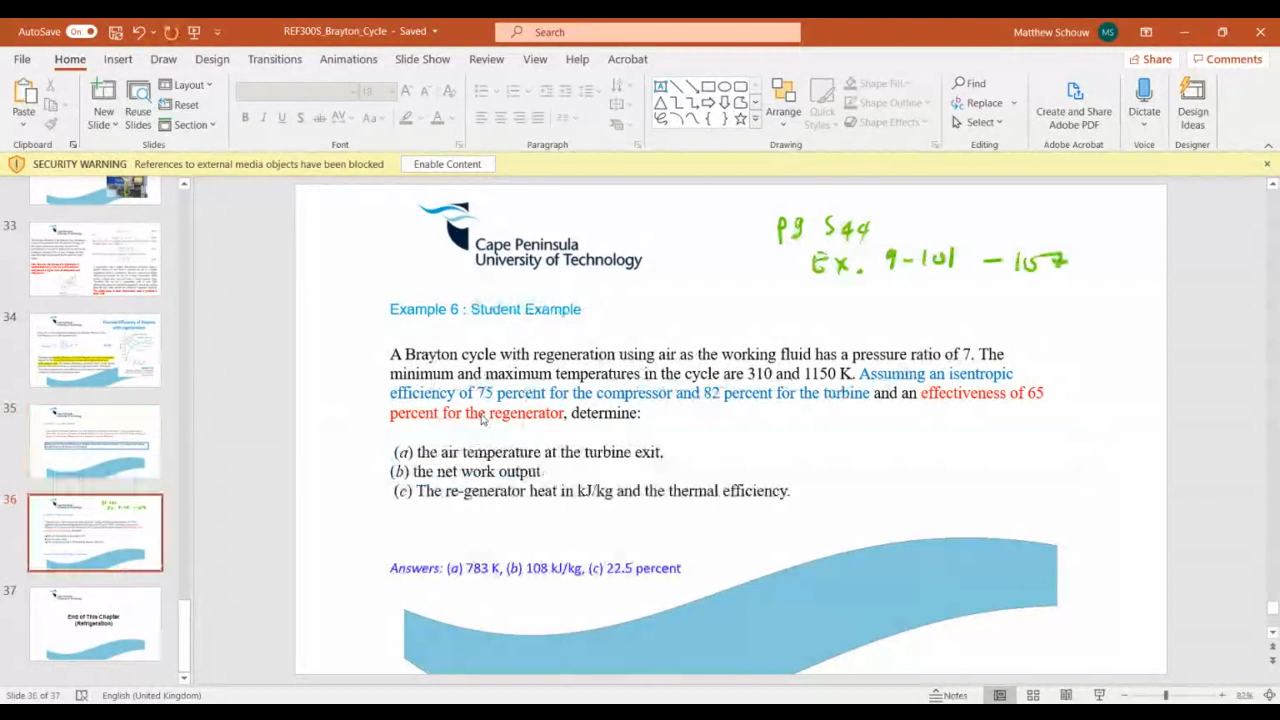 AutoSave On REF300S_Brayton_Cycle - Saved Search Matthew Schouw MS
File Home Insert Draw Design Transitions Animations Slide Show Review View Help Acrobat Share Comments
Paste New Slide Layout Reset Section Reuse Slides 18 Arrange Quick Styles Shape Fill Shape Outline Shape Effects Find Replace Select Create and Share Adobe PDF Dictate Design Ideas
Clipboard Slides Font Paragraph Drawing Editing Adobe Acrobat Voice Designer
SECURITY WARNING References to external media objects have been blocked Enable Content
33
34
35
36
37
End of This Chapter
(Refrigeration)
Cape Peninsula
University of Technology
pg 544
Ex 9-101 - 107
Example 6 : Student Example
A Brayton cycle with regeneration using air as the working fluid has a pressure ratio of 7. The
minimum and maximum temperatures in the cycle are 310 and 1150 K. Assuming an isentropic
efficiency of 75 percent for the compressor and 82 percent for the turbine and an effectiveness of 65
percent for the regenerator, determine:
(a) the air temperature at the turbine exit,
(b) the net work output
(c) The re-generator heat in kJ/kg and the thermal efficiency.
Answers: (a) 783 K, (b) 108 kJ/kg, (c) 22.5 percent
Slide 36 of 37 English (United Kingdom) Notes 82%